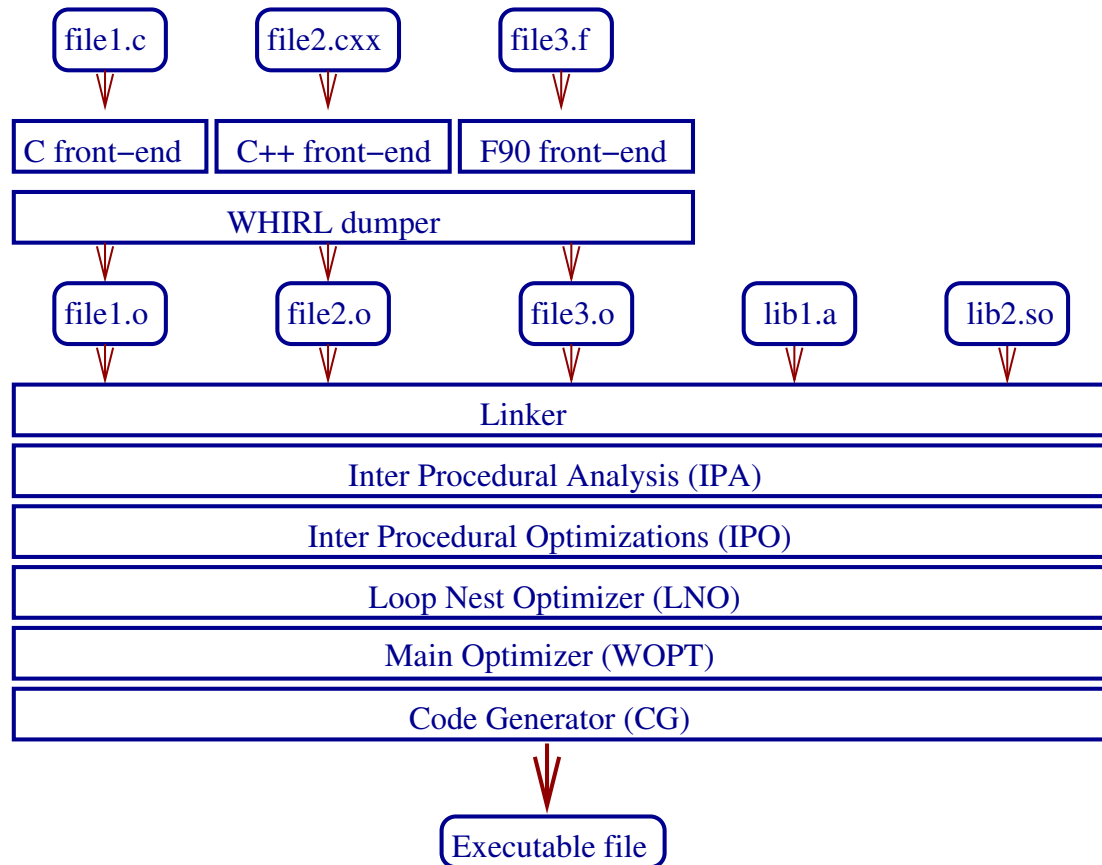 file1.c file2.cxx file3.f
C front−end C++ front−end F90 front−end
WHIRL dumper
file1.o file2.o file3.o lib1.a lib2.so
Linker
Inter Procedural Analysis (IPA)
Inter Procedural Optimizations (IPO)
Loop Nest Optimizer (LNO)
Main Optimizer (WOPT)
Code Generator (CG)
Executable file